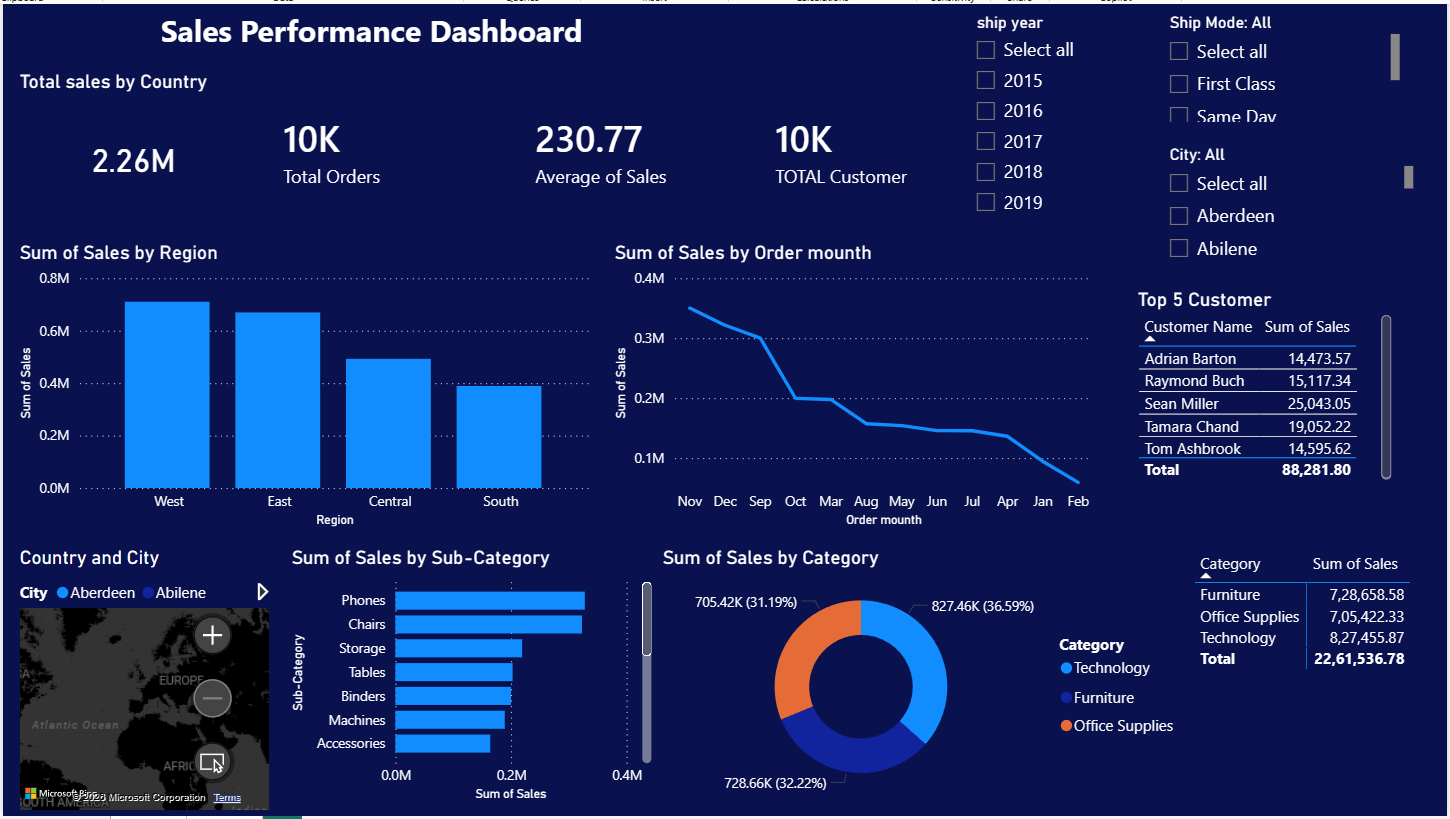 Sales Performance Dashboard
Total sales by Country
2.26M
10K
Total Orders
230.77
Average of Sales
10K
TOTAL Customer
ship year
Select all
2015
2016
2017
2018
2019
Ship Mode: All
Select all
First Class
Same Day
City: All
Select all
Aberdeen
Abilene
Sum of Sales by Region
Sum of Sales
0.8M
0.6M
0.4M
0.2M
0.0M
West East Central South
Region
Sum of Sales by Order mounth
Sum of Sales
0.4M
0.3M
0.2M
0.1M
Nov Dec Sep Oct Mar Aug May Jun Jul Apr Jan Feb
Order mounth
Top 5 Customer
Customer Name Sum of Sales
Adrian Barton 14,473.57
Raymond Buch 15,117.34
Sean Miller 25,043.05
Tamara Chand 19,052.22
Tom Ashbrook 14,595.62
Total 88,281.80
Country and City
City Aberdeen Abilene
EUROPE
Atlantic Ocean
AFRIC
SOUTH AMERICA
Microsoft Bing
© 2026 Microsoft Corporation Terms
Sum of Sales by Sub-Category
Sub-Category
Phones
Chairs
Storage
Tables
Binders
Machines
Accessories
0.0M 0.2M 0.4M
Sum of Sales
Sum of Sales by Category
705.42K (31.19%)
827.46K (36.59%)
728.66K (32.22%)
Category
Technology
Furniture
Office Supplies
Category Sum of Sales
Furniture 7,28,658.58
Office Supplies 7,05,422.33
Technology 8,27,455.87
Total 22,61,536.78